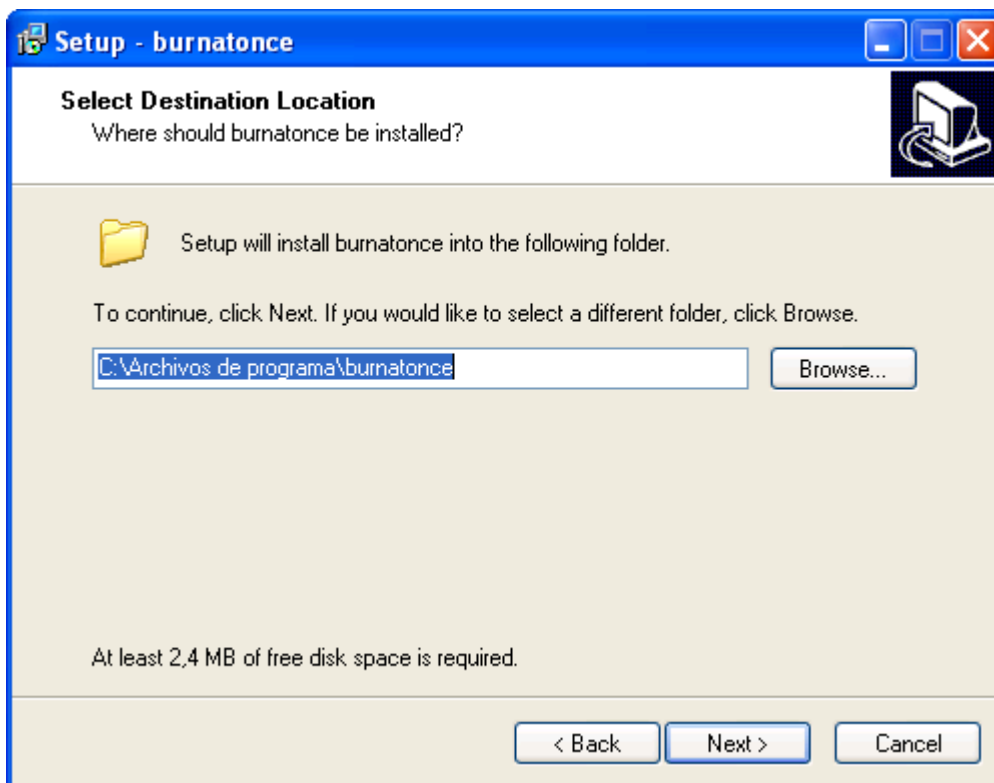 Setup - burnatonce
Select Destination Location
Where should burnatonce be installed?
Setup will install burnatonce into the following folder.
To continue, click Next. If you would like to select a different folder, click Browse.
C:\Archivos de programa\burnatonce
Browse...
At least 2,4 MB of free disk space is required.
< Back
Next >
Cancel